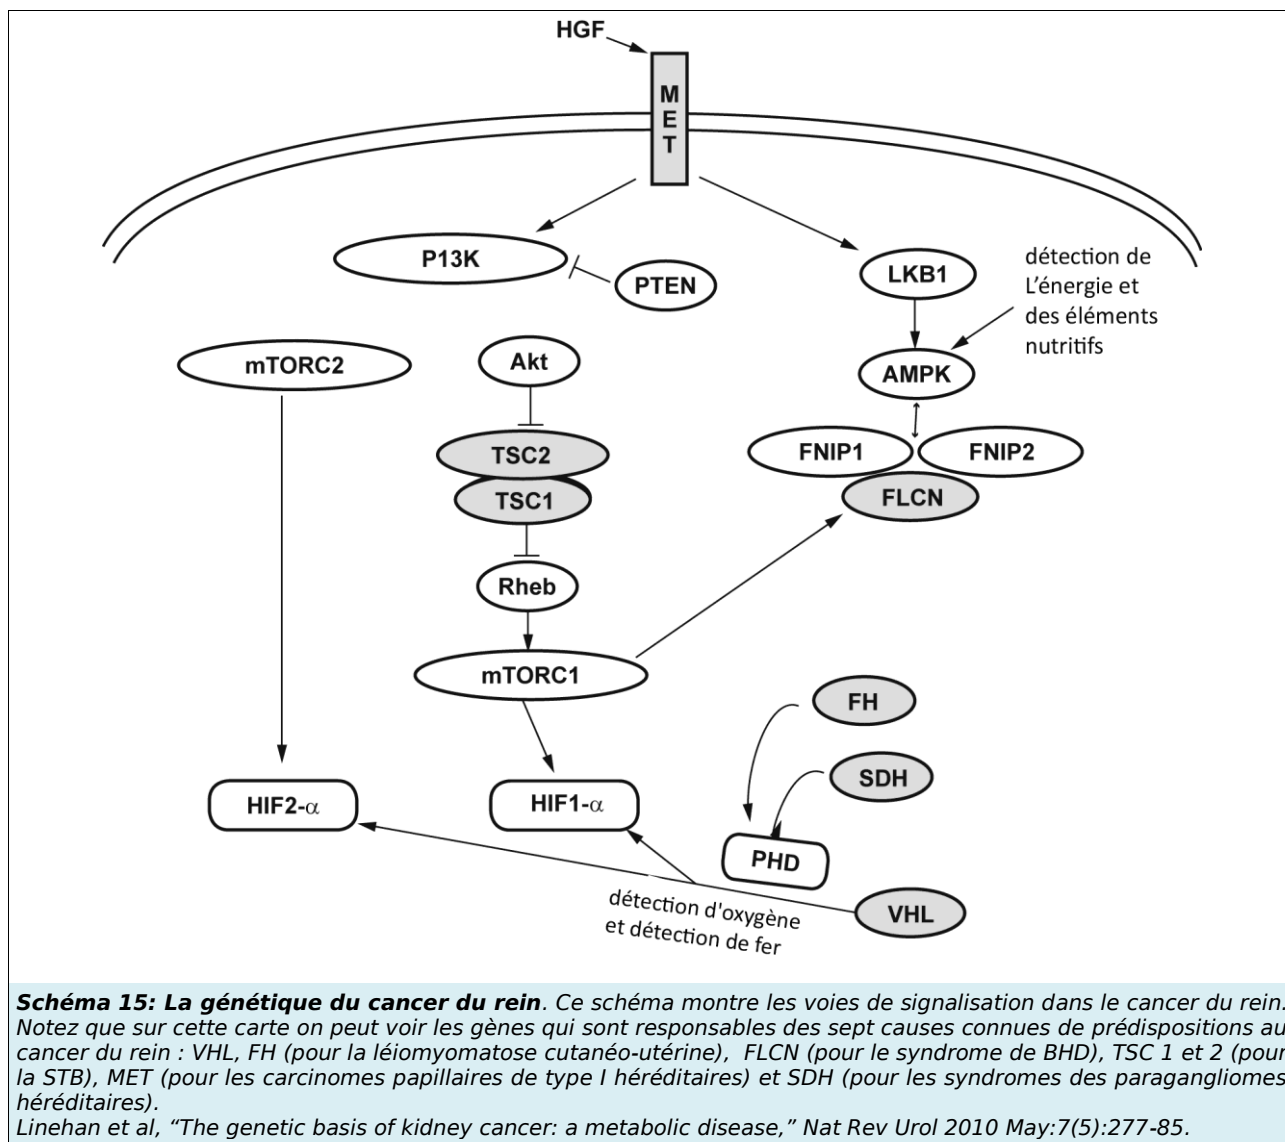 HGF
M
E
T
P13K
PTEN
LKB1
détection de
L'énergie et
des éléments
nutritifs
mTORC2
Akt
AMPK
TSC2
FNIP1
FNIP2
TSC1
FLCN
Rheb
mTORC1
FH
SDH
HIF2-α
HIF1-α
PHD
VHL
détection d'oxygène
et détection de fer
Schéma 15: La génétique du cancer du rein. Ce schéma montre les voies de signalisation dans le cancer du rein.
Notez que sur cette carte on peut voir les gènes qui sont responsables des sept causes connues de prédispositions au
cancer du rein : VHL, FH (pour la léiomyomatose cutanéo-utérine), FLCN (pour le syndrome de BHD), TSC 1 et 2 (pour
la STB), MET (pour les carcinomes papillaires de type I héréditaires) et SDH (pour les syndromes des paragangliomes
héréditaires).
Linehan et al, “The genetic basis of kidney cancer: a metabolic disease,” Nat Rev Urol 2010 May:7(5):277-85.